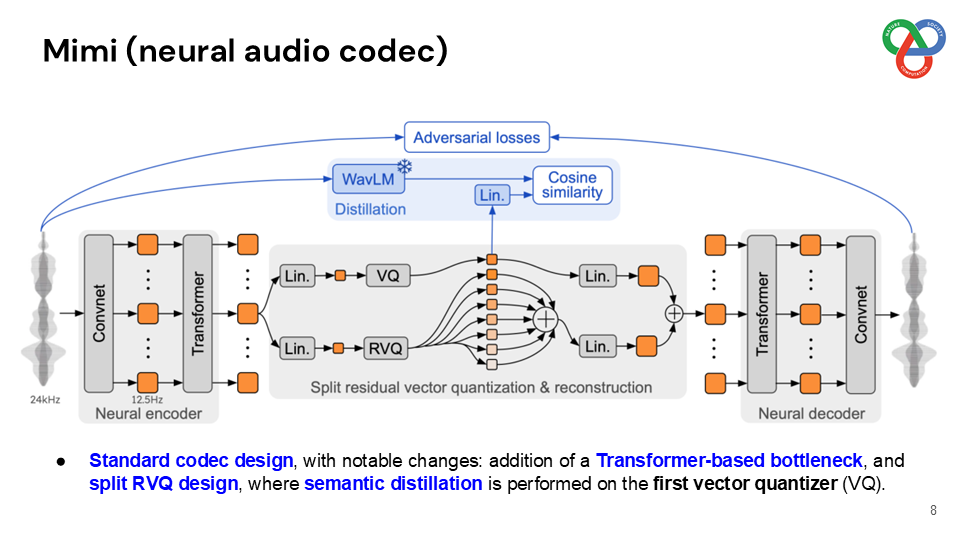 Mimi (neural audio codec)
NATURE
SOCIETY
COMPUTATION
Adversarial losses
WavLM
Cosine
similarity
Lin.
Distillation
Convnet
Transformer
Lin.
VQ
Lin.
Lin.
RVQ
Lin.
Transformer
Convnet
24kHz
12.5Hz
Neural encoder
Split residual vector quantization & reconstruction
Neural decoder
● Standard codec design, with notable changes: addition of a Transformer-based bottleneck, and
split RVQ design, where semantic distillation is performed on the first vector quantizer (VQ).
8